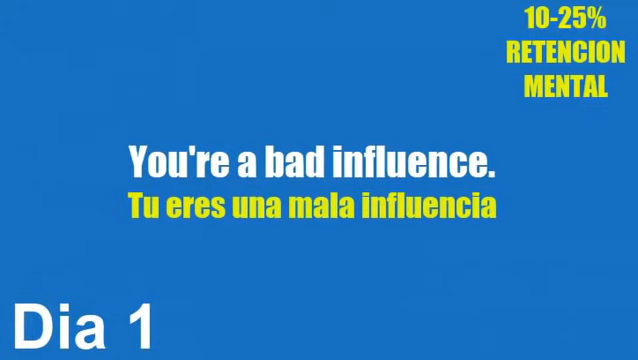 10-25%
RETENCION
MENTAL
You're a bad influence.
Tu eres una mala influencia
Dia 1